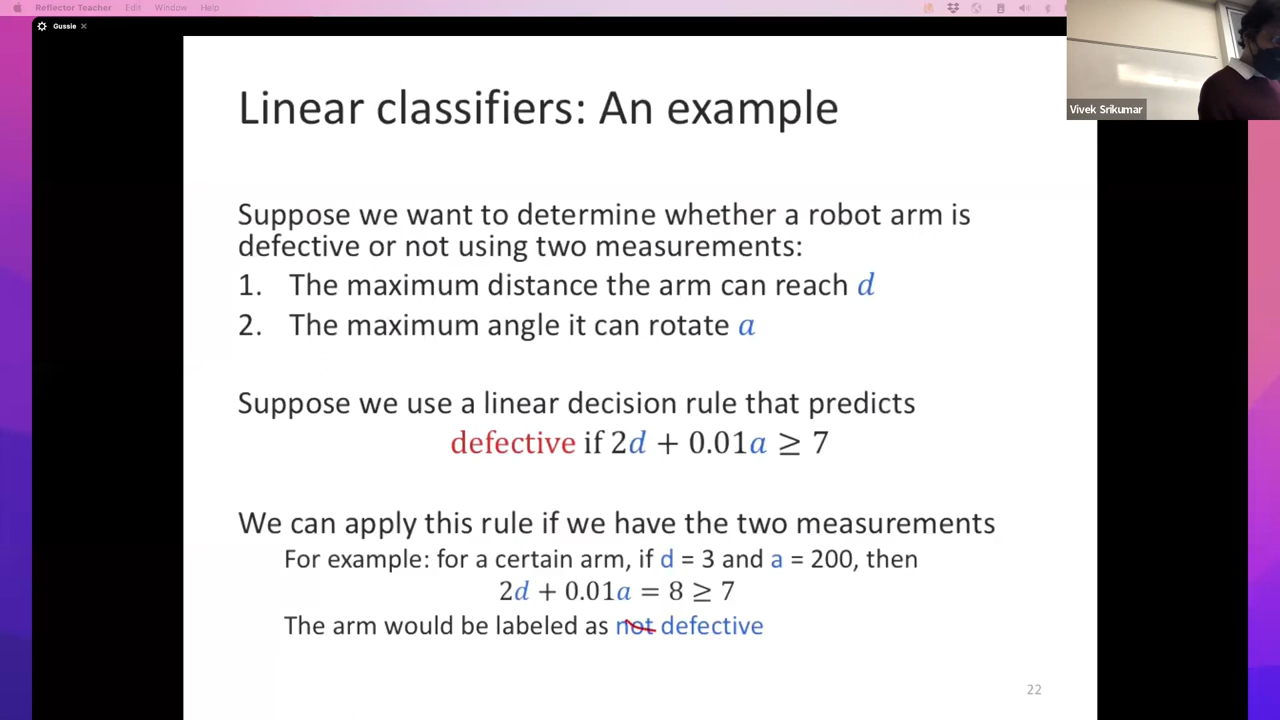 Reflector Teacher Edit Window Help
Gussie
Vivek Srikumar
Linear classifiers: An example
Suppose we want to determine whether a robot arm is
defective or not using two measurements:
1. The maximum distance the arm can reach d
2. The maximum angle it can rotate a
Suppose we use a linear decision rule that predicts
defective if 2d + 0.01a ≥ 7
We can apply this rule if we have the two measurements
For example: for a certain arm, if d = 3 and a = 200, then
2d + 0.01a = 8 ≥ 7
The arm would be labeled as not defective
22